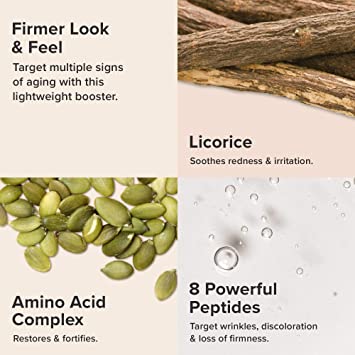 Firmer Look
& Feel
Target multiple signs
of aging with this
lightweight booster.
Licorice
Soothes redness & irritation.
Amino Acid
Complex
Restores & fortifies.
8 Powerful
Peptides
Target wrinkles, discoloration
& loss of firmness.